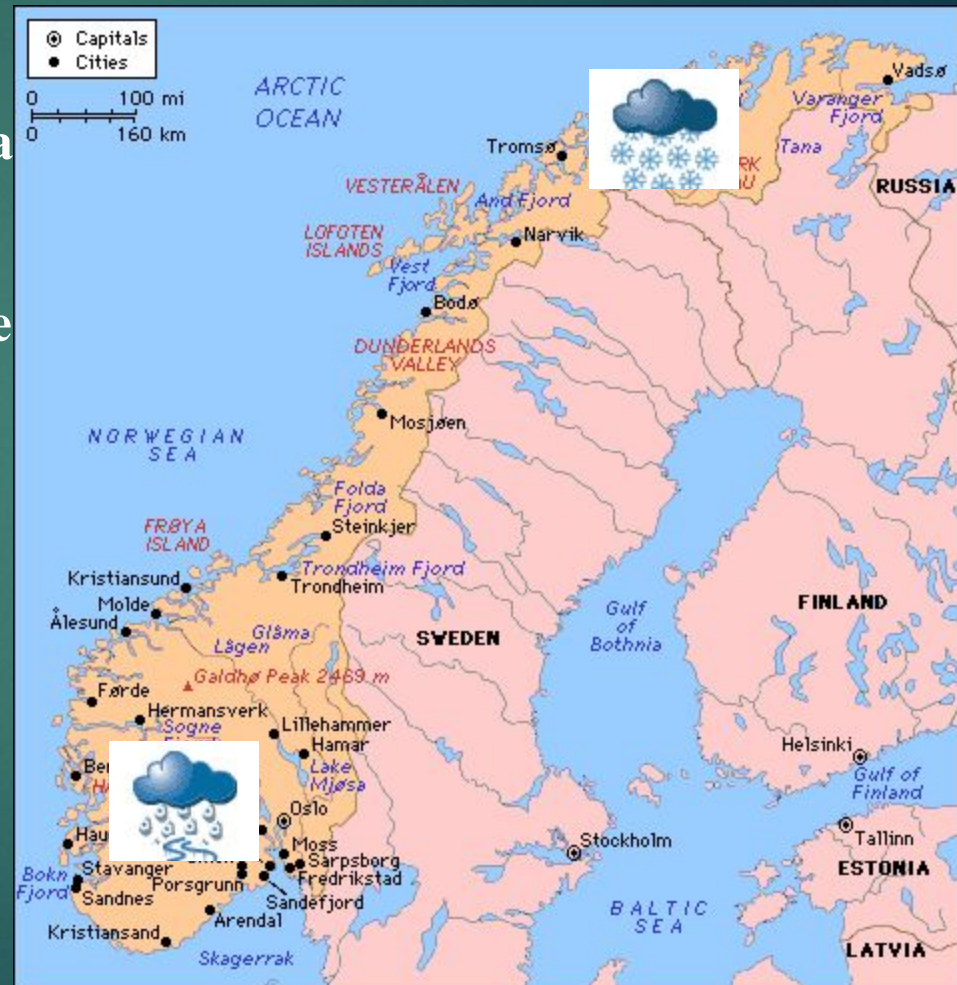 Capitals
Cities
0 100 mi
0 160 km
ARCTIC
OCEAN
a
e
Vadsø
Varanger
Fjord
Tana
Tromsø
RUSSIA
VESTERÅLEN
And Fjord
LOFOTEN
ISLANDS
Narvik
Vest
Fjord
Bodø
DUNDERLANDS
VALLEY
Mosjøen
NORWEGIAN
SEA
Folda
Fjord
Steinkjer
FRØYA
ISLAND
Trondheim Fjord
Kristiansund
Trondheim
Molde
Ålesund
Glåma
Lågen
SWEDEN
Gulf
of
Bothnia
FINLAND
Galdhø Peak 2469 m
Førde
Hermansverk
Sogne
Lillehammer
Hamar
Lake
Mjøsa
Helsinki
Gulf of
Finland
Oslo
Stockholm
Tallinn
Moss
Sarpsborg
Fredrikstad
Stavanger
Bokn
Fjord
Sandnes
Porsgrunn
Sandefjord
ESTONIA
Arendal
BALTIC
SEA
Kristiansand
Skagerrak
LATVIA